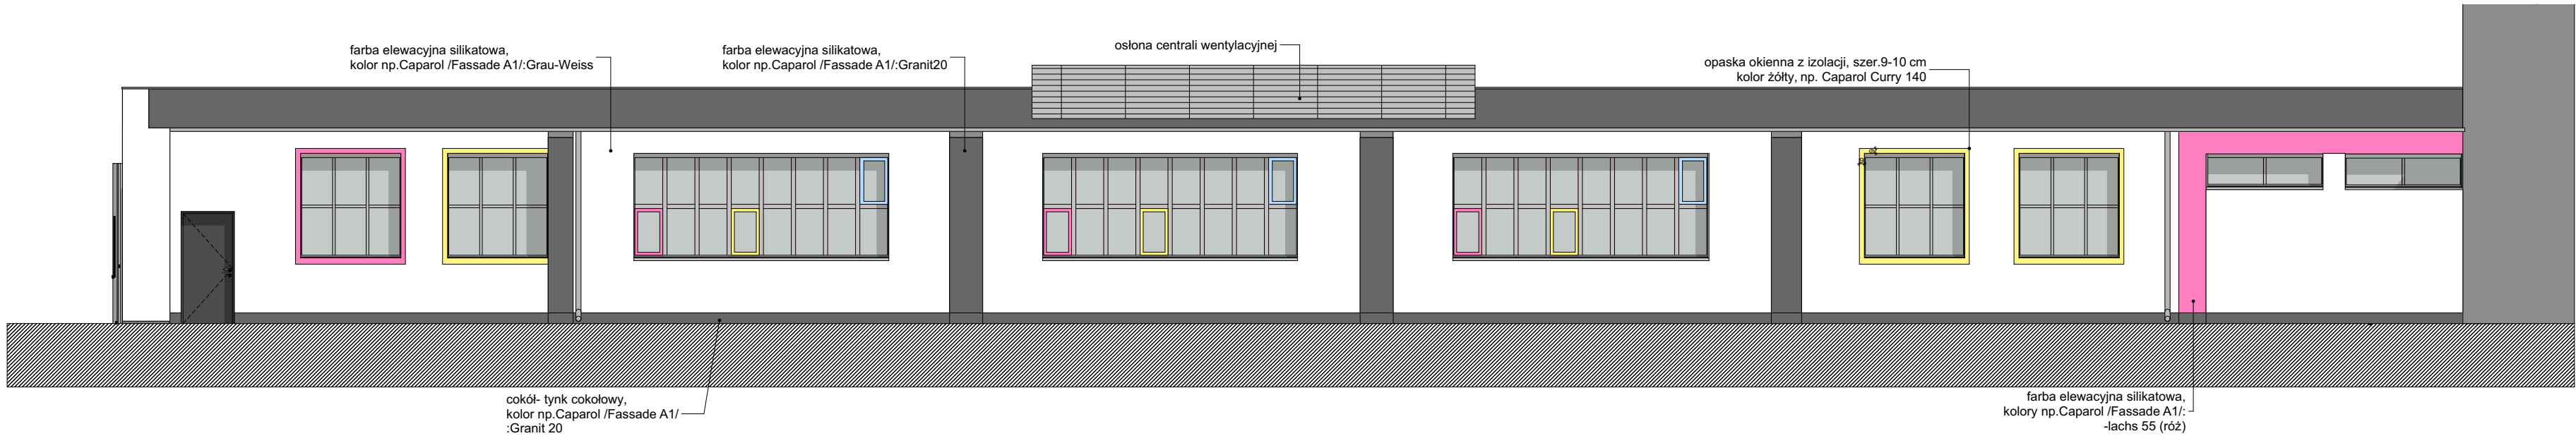 farba elewacyjna silikatowa,
kolor np.Caparol /Fassade A1/:Grau-Weiss
farba elewacyjna silikatowa,
kolor np.Caparol /Fassade A1/:Granit20
osłona centrali wentylacyjnej
opaska okienna z izolacji, szer.9-10 cm
kolor żółty, np. Caparol Curry 140
cokół- tynk cokołowy,
kolor np.Caparol /Fassade A1/
:Granit 20
farba elewacyjna silikatowa,
kolory np.Caparol /Fassade A1/:
-lachs 55 (róż)